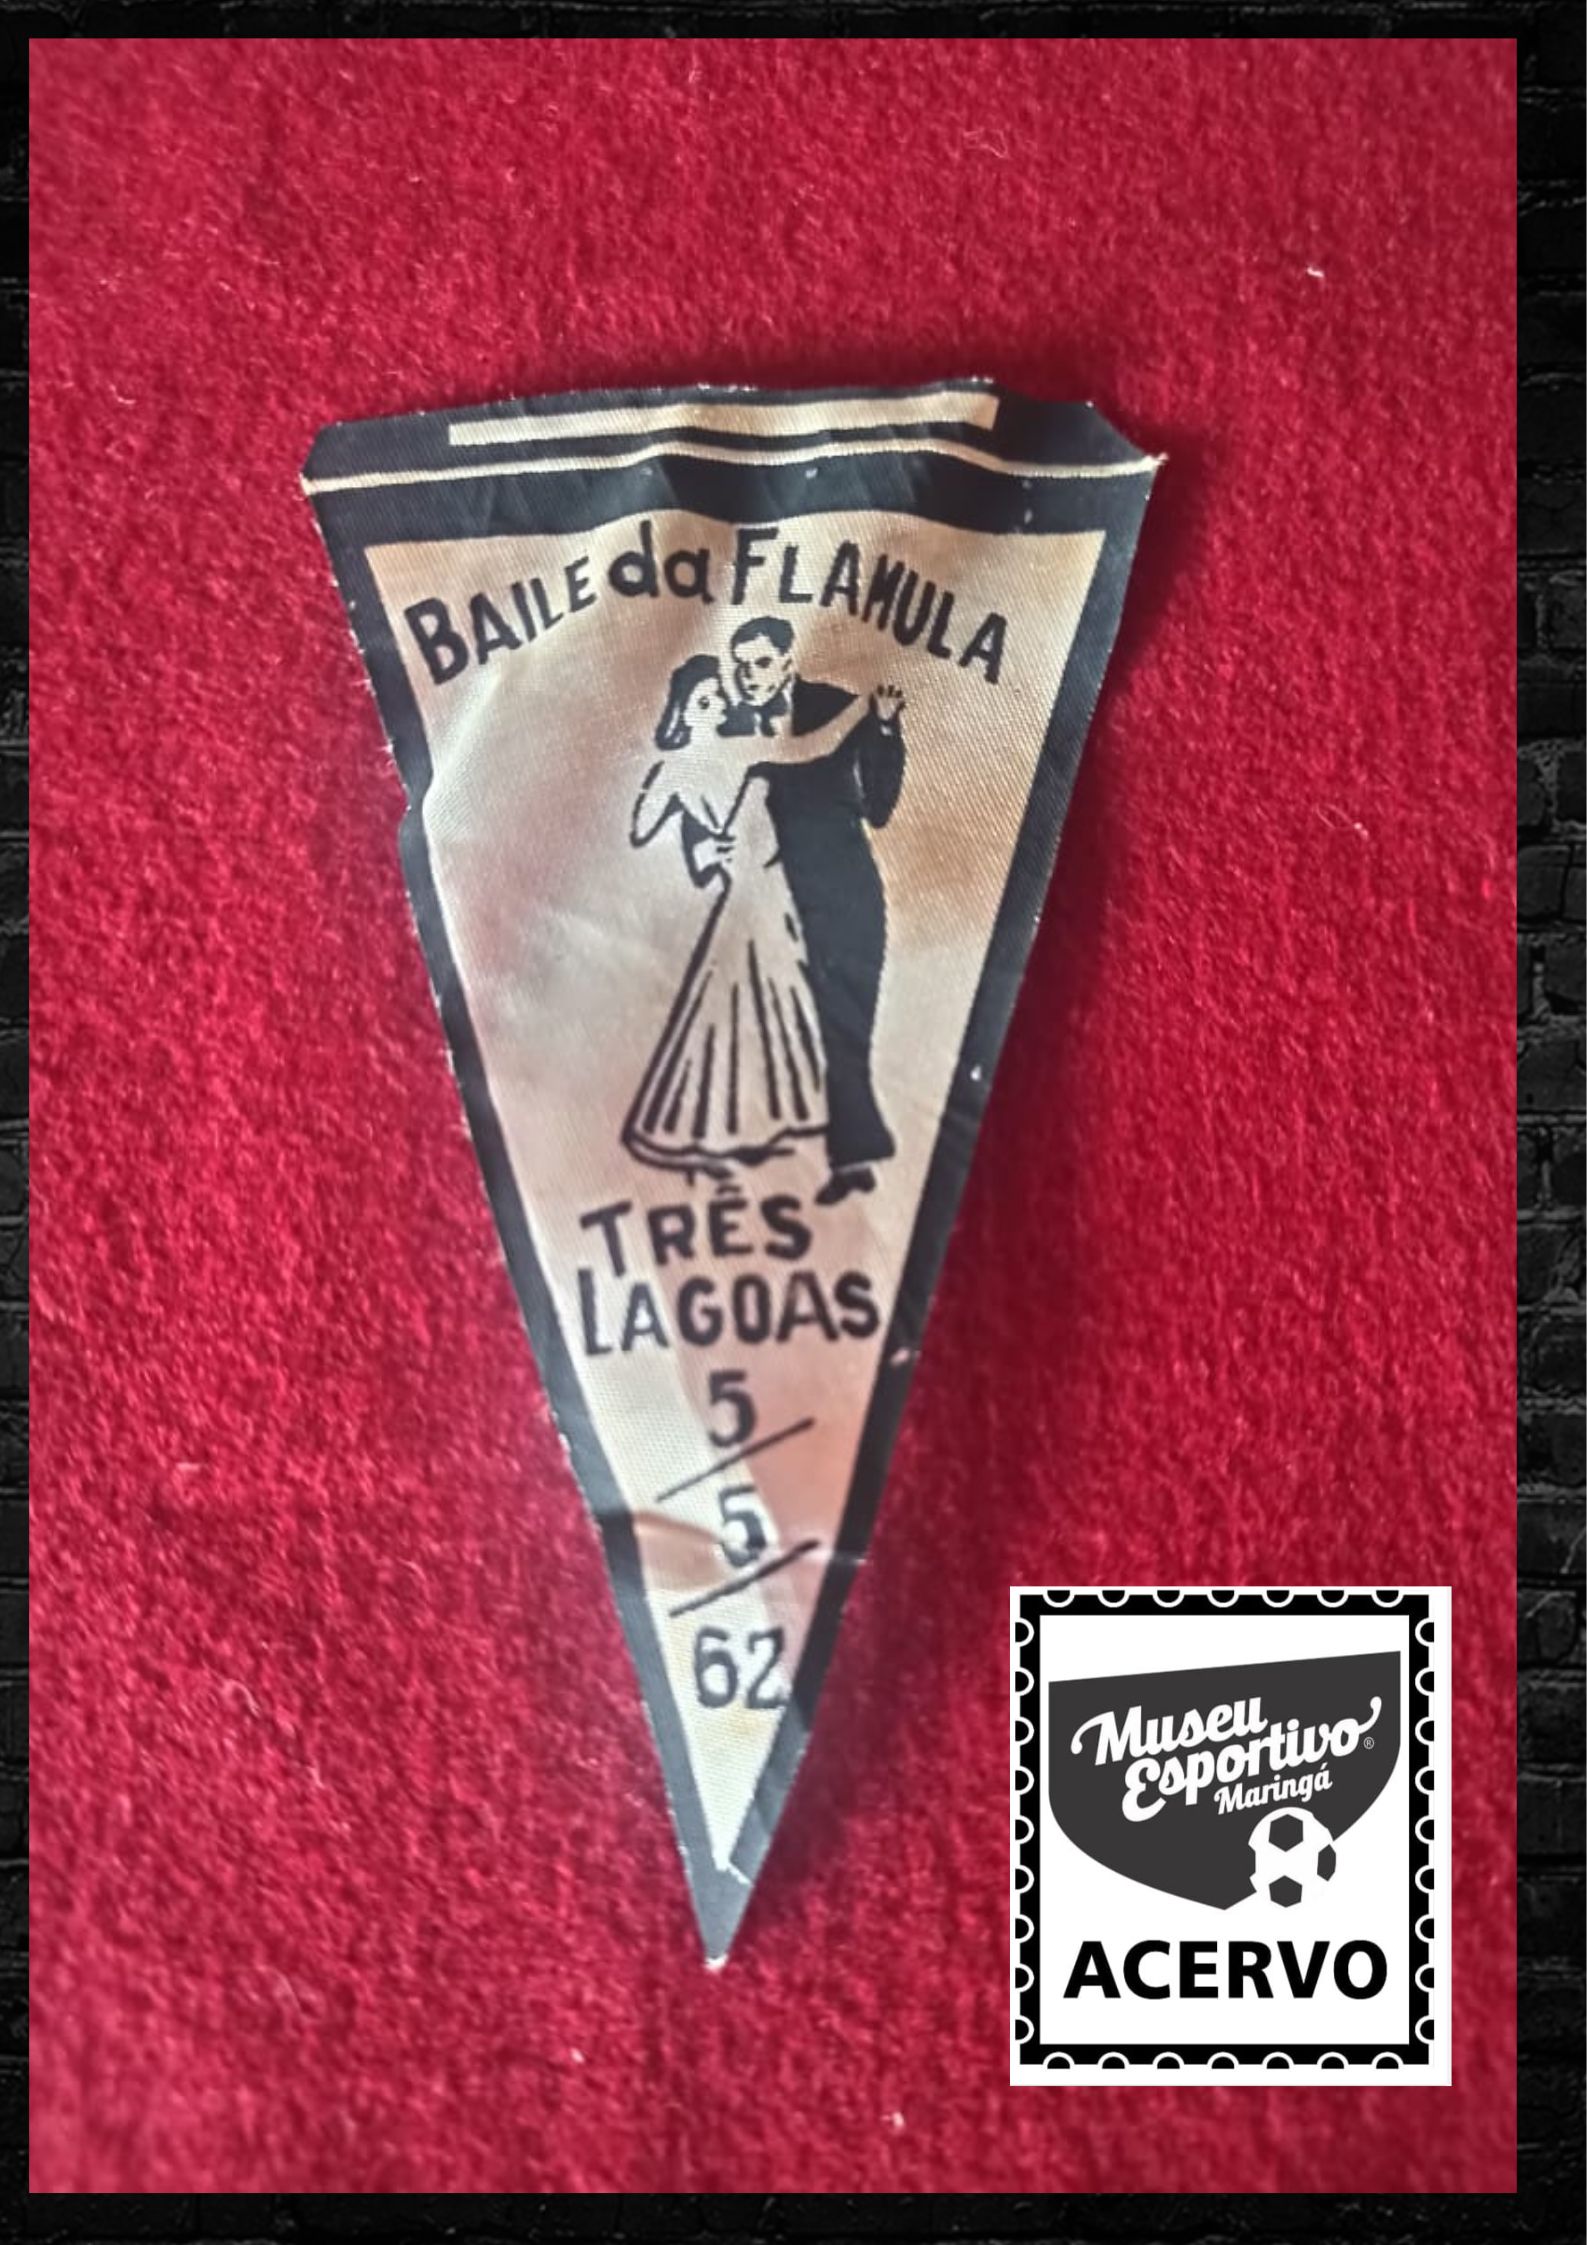 BAILE da FLAMULA
TRÊS
LAGOAS
5/
5/
62
Museu
Esportivo®
Maringá
ACERVO